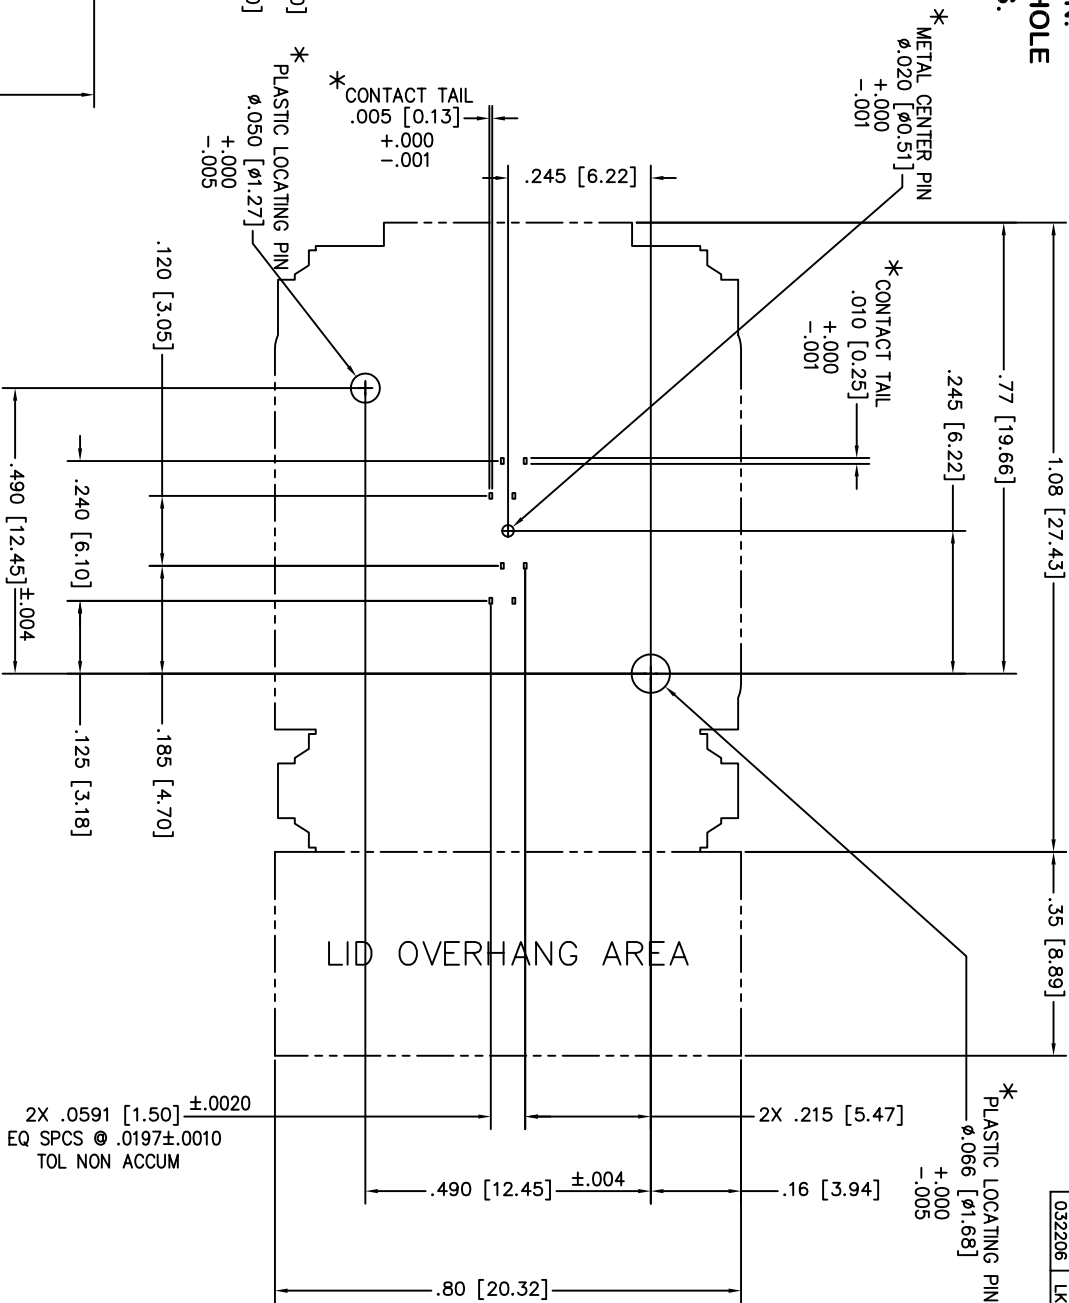 N.
HOLE
S.
*
METAL CENTER PIN
ø.020 [ø0.51]
+.000
-.001
*
CONTACT TAIL
.005 [0.13]
+.000
-.001
*
PLASTIC LOCATING PIN
ø.050 [ø1.27]
+.000
-.005
.245 [6.22]
*
CONTACT TAIL
.010 [0.25]
+.000
-.001
.245 [6.22]
.77 [19.66]
1.08 [27.43]
.35 [8.89]
.120 [3.05]
.240 [6.10]
.490 [12.45]±.004
.185 [4.70]
.125 [3.18]
LID OVERHANG AREA
*
PLASTIC LOCATING PIN
ø.066 [ø1.68]
+.000
-.005
032206 LK
2X .0591 [1.50] ±.0020
EQ SPCS @ .0197±.0010
TOL NON ACCUM
2X .215 [5.47]
.490 [12.45] ±.004
.16 [3.94]
.80 [20.32]